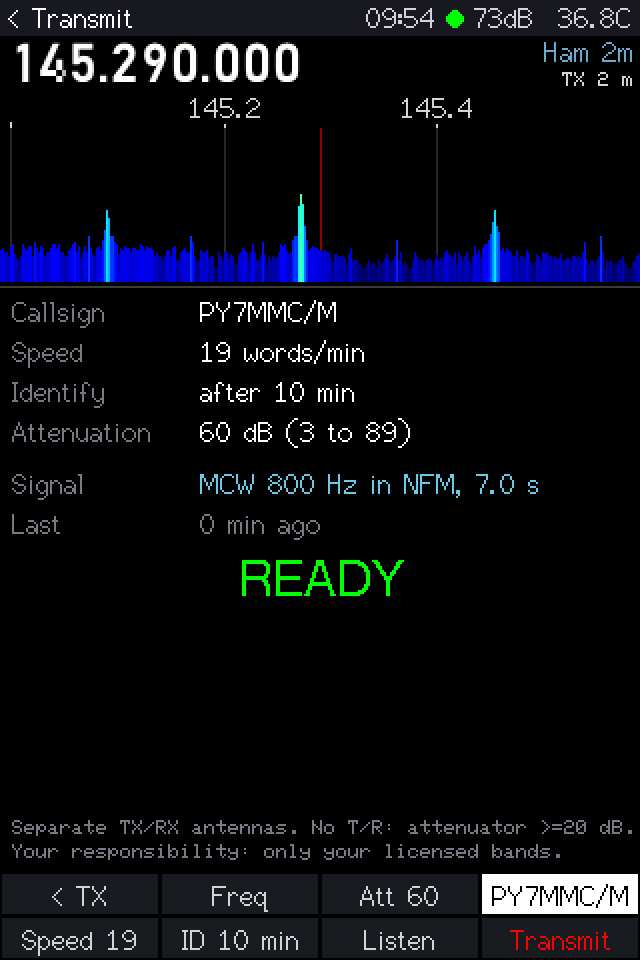 < Transmit 09:54 73dB 36.8C
145.290.000 Ham 2m
TX 2 m
145.2 145.4
Callsign PY7MMC/M
Speed 19 words/min
Identify after 10 min
Attenuation 60 dB (3 to 89)
Signal MCW 800 Hz in NFM, 7.0 s
Last 0 min ago
READY
Separate TX/RX antennas. No T/R: attenuator >=20 dB.
Your responsibility: only your licensed bands.
< TX Freq Att 60 PY7MMC/M
Speed 19 ID 10 min Listen Transmit